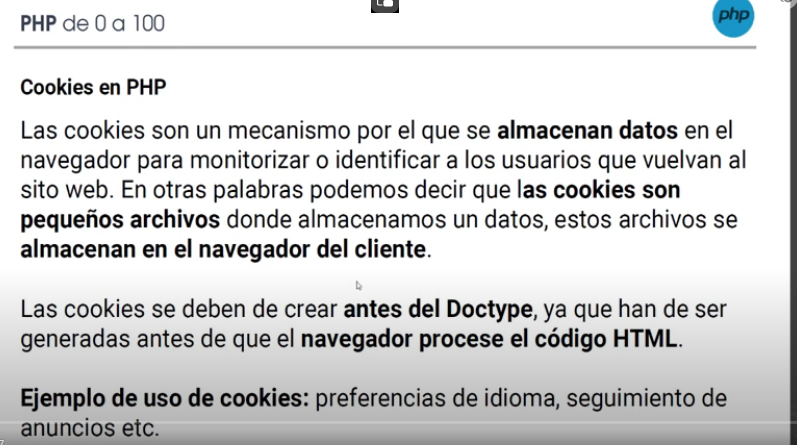 PHP de 0 a 100
php
Cookies en PHP
Las cookies son un mecanismo por el que se almacenan datos en el
navegador para monitorizar o identificar a los usuarios que vuelvan al
sito web. En otras palabras podemos decir que las cookies son
pequeños archivos donde almacenamos un datos, estos archivos se
almacenan en el navegador del cliente.
Las cookies se deben de crear antes del Doctype, ya que han de ser
generadas antes de que el navegador procese el código HTML.
Ejemplo de uso de cookies: preferencias de idioma, seguimiento de
anuncios etc.